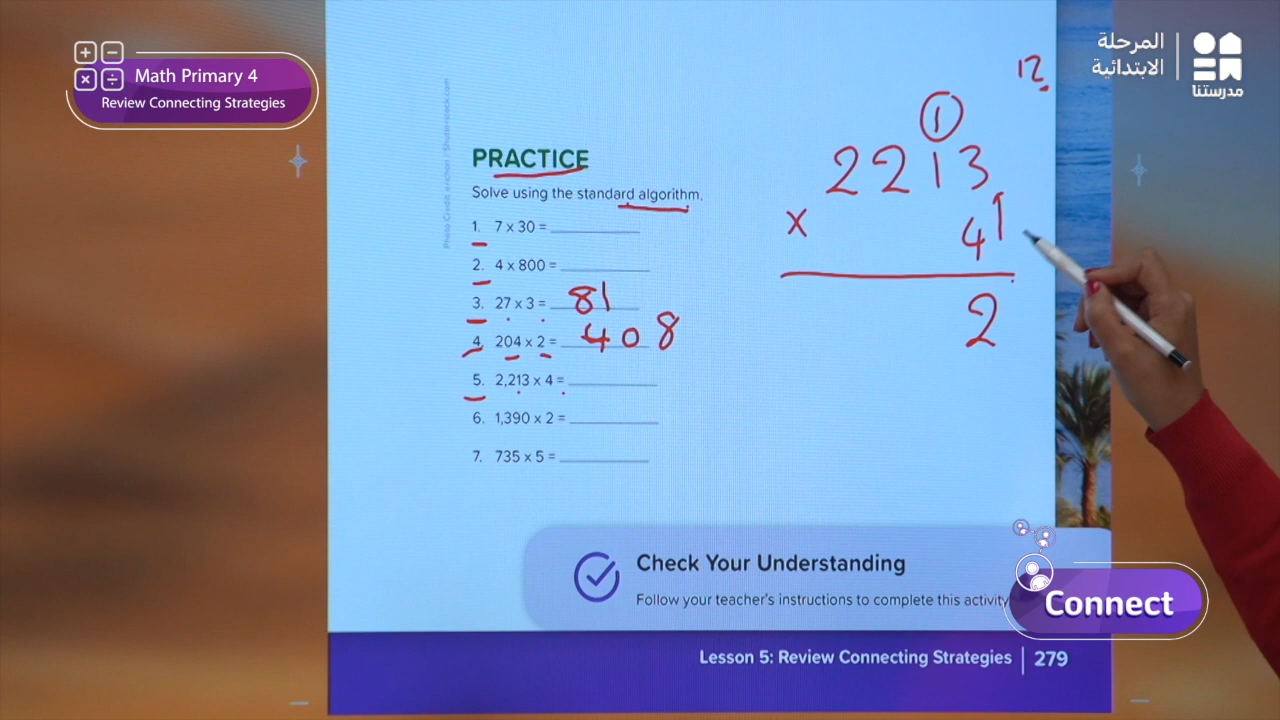 Math Primary 4
Review Connecting Strategies
المرحلة
الابتدائية
مدرستنا
PRACTICE
Solve using the standard algorithm.
1. 7 x 30 =
2. 4 x 800 =
3. 27 x 3 = 81
4. 204 x 2 = 408
5. 2,213 x 4 =
6. 1,390 x 2 =
7. 735 x 5 =
12
1
2213
x 4
2
Check Your Understanding
Follow your teacher's instructions to complete this activity
Connect
Lesson 5: Review Connecting Strategies 279